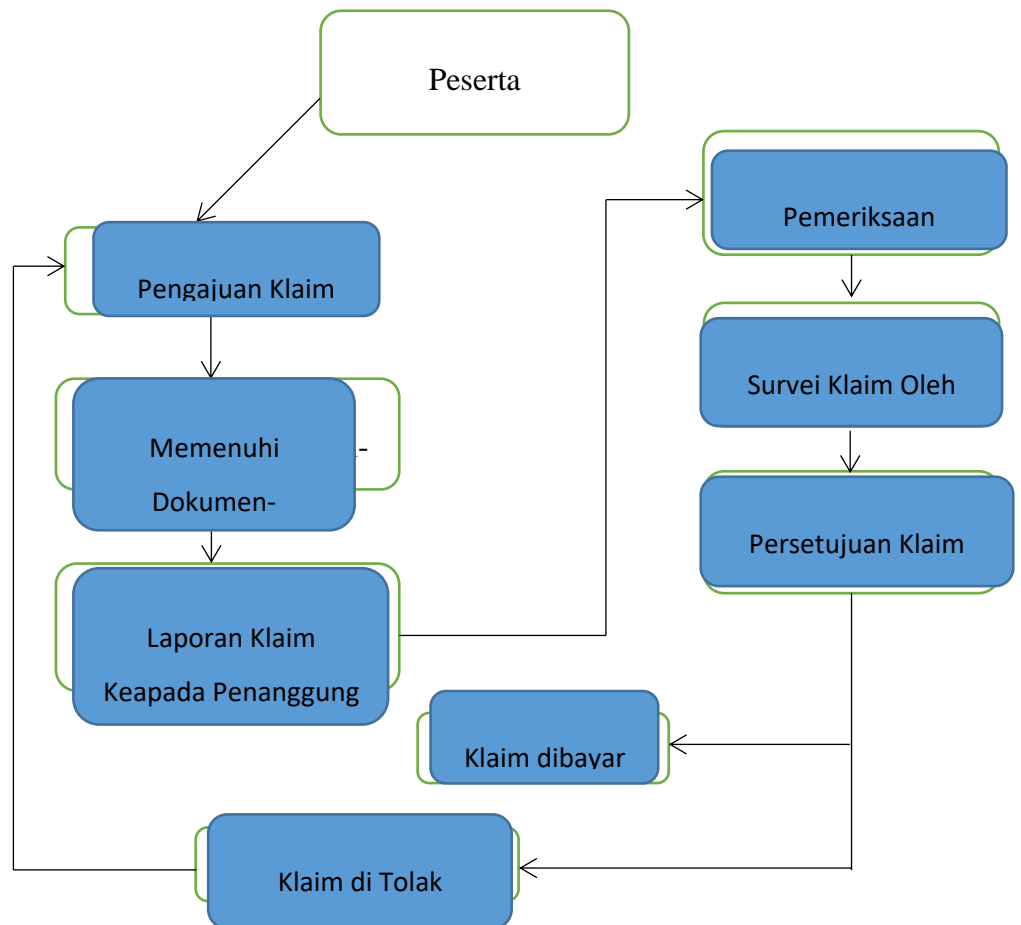 Peserta
Pengajuan Klaim
Memenuhi
Dokumen-
Laporan Klaim
Keapada Penanggung
Pemeriksaan
Survei Klaim Oleh
Persetujuan Klaim
Klaim dibayar
Klaim di Tolak